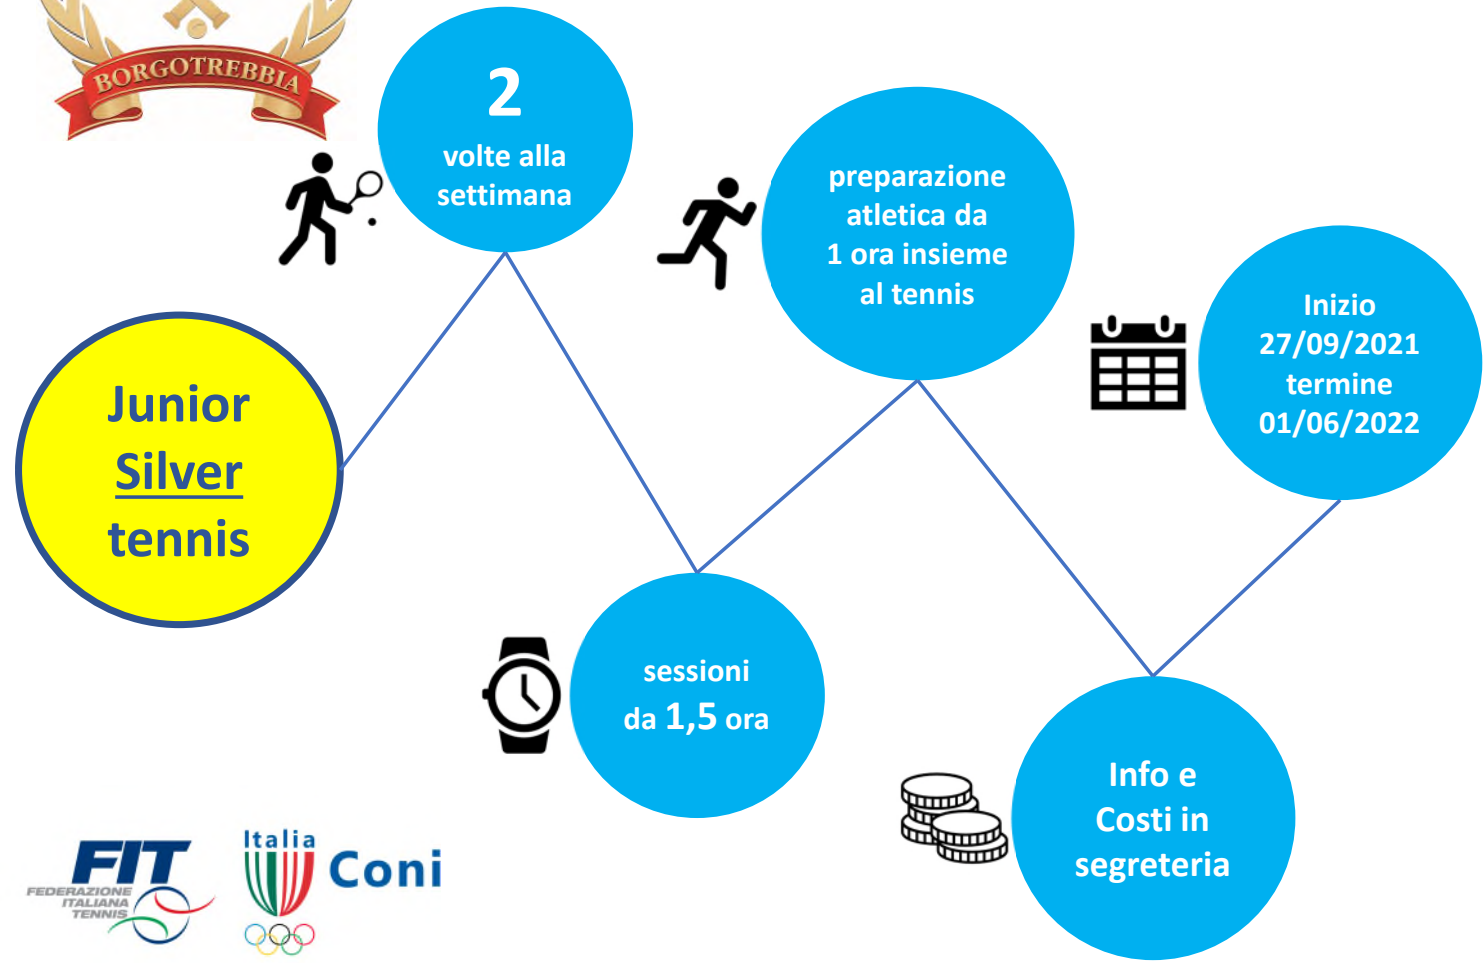 BORGOTREBBIA
2
volte alla
settimana
preparazione
atletica da
1 ora insieme
al tennis
Inizio
27/09/2021
termine
01/06/2022
Junior
Silver
tennis
sessioni
da 1,5 ora
Info e
Costi in
segreteria
FIT
FEDERAZIONE
ITALIANA
TENNIS
Italia
Coni